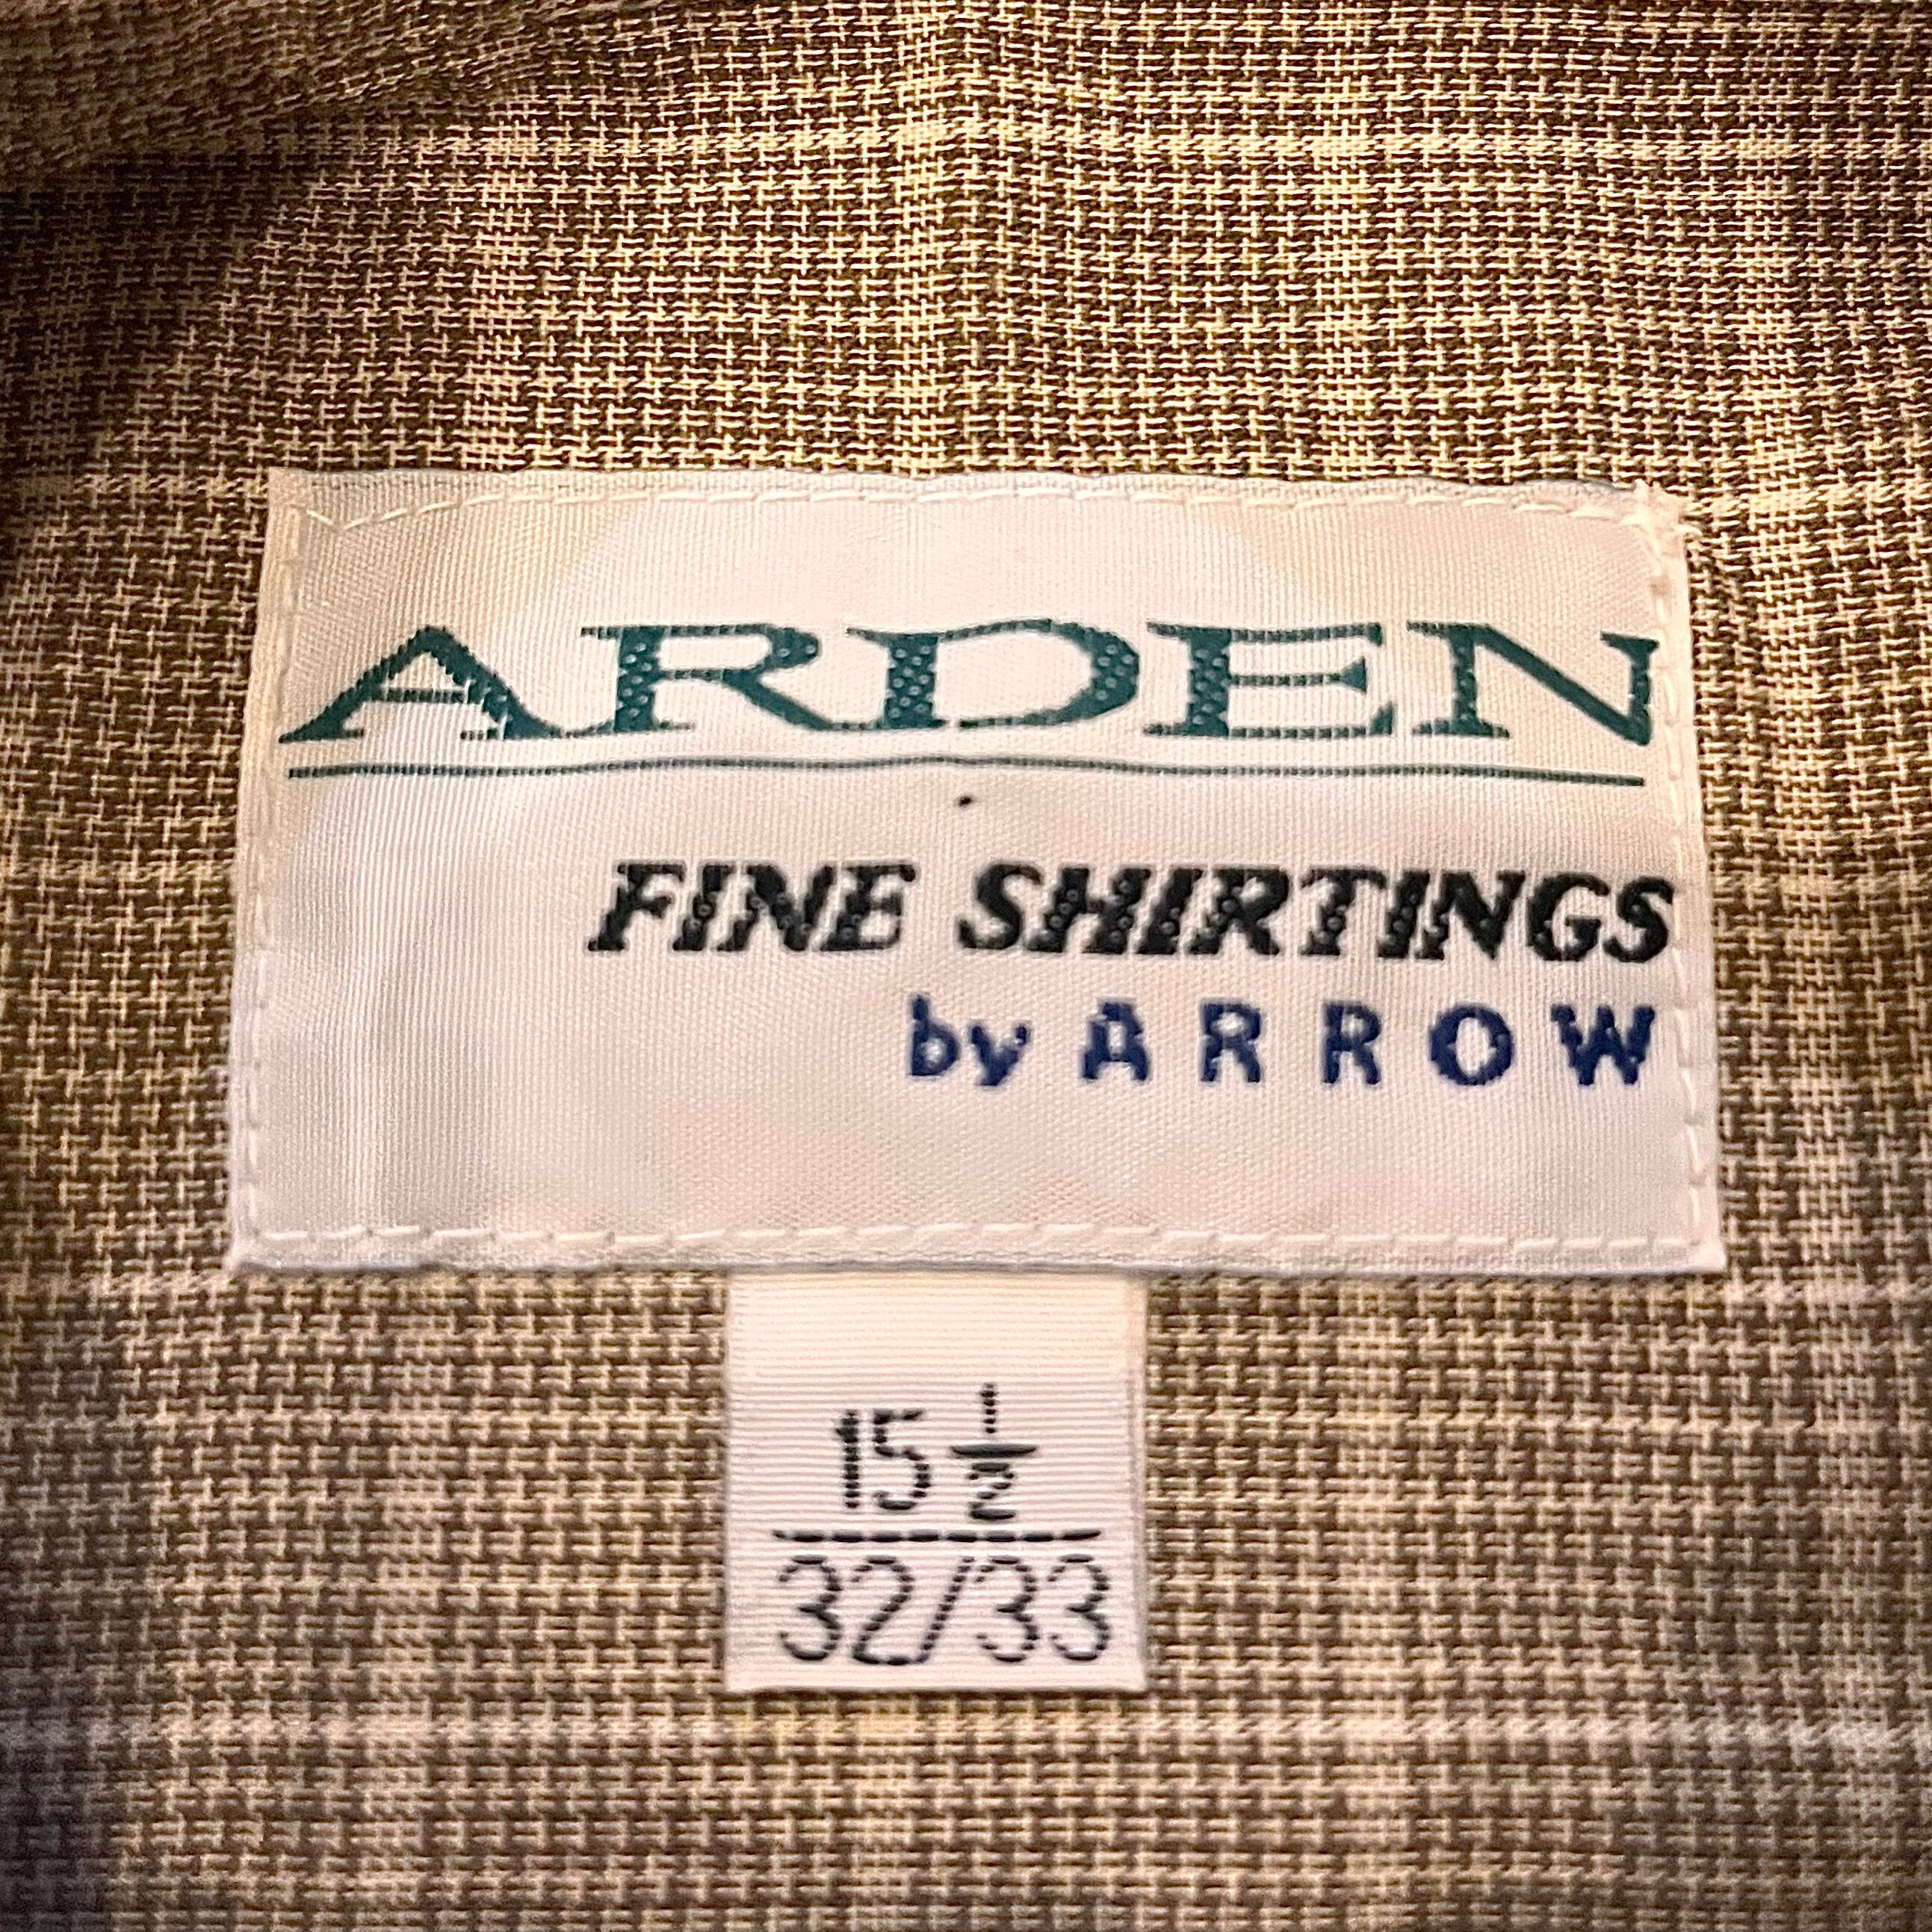 ARDEN
FINE SHIRTINGS
by ARROW
15 1/2
32/33